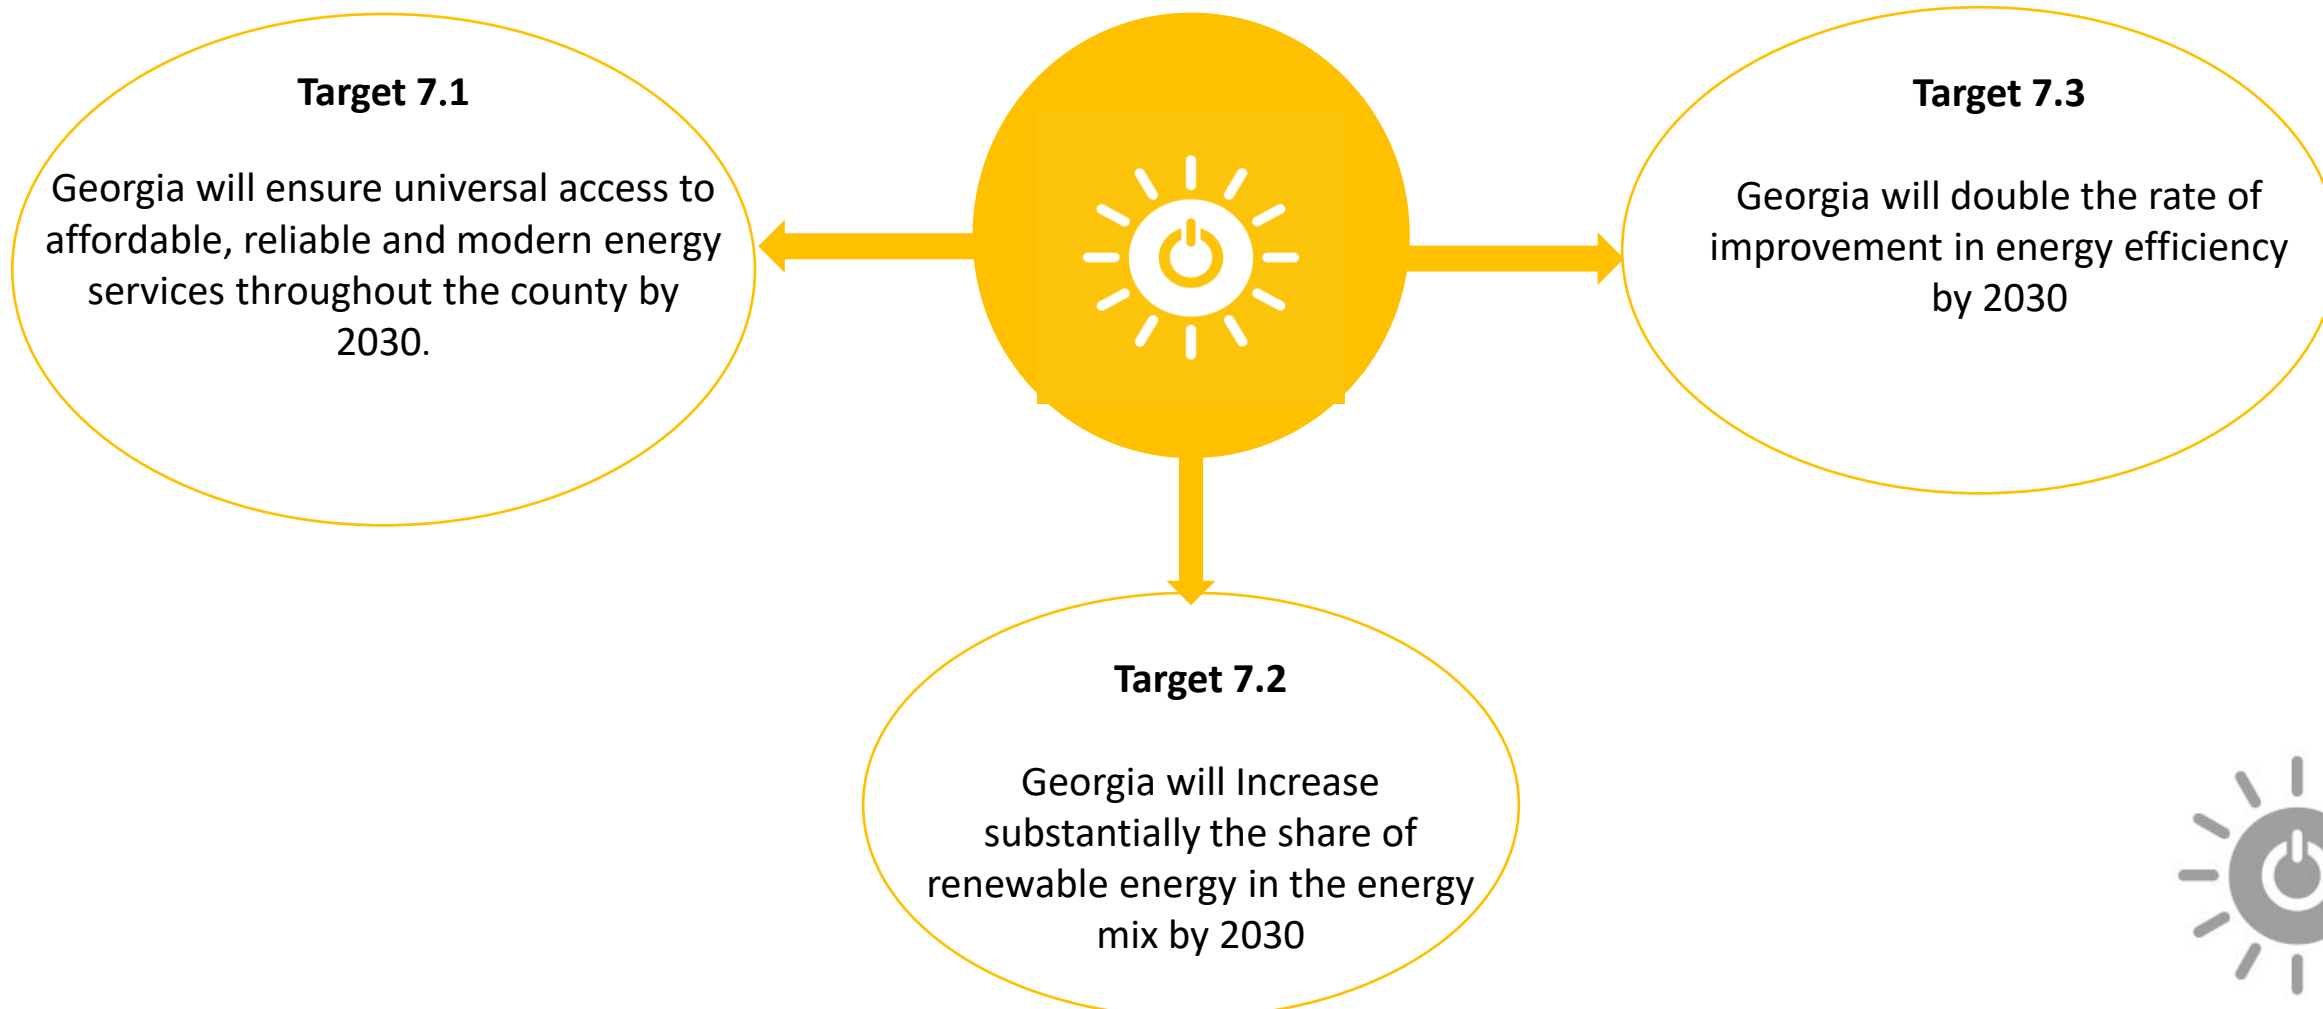 Target 7.1
Georgia will ensure universal access to
affordable, reliable and modern energy
services throughout the county by
2030.
Target 7.3
Georgia will double the rate of
improvement in energy efficiency
by 2030
Target 7.2
Georgia will Increase
substantially the share of
renewable energy in the energy
mix by 2030